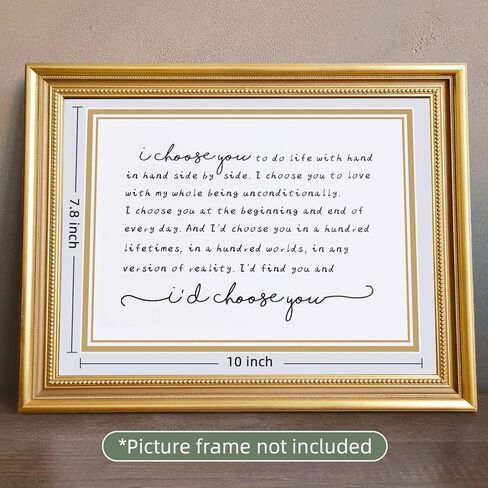 i choose you to do life with hand
in hand side by side. I choose you to love
with my whole being unconditionally.
I choose you at the beginning and end of
every day. And I'd choose you in a hundred
lifetimes, in a hundred worlds, in any
version of reality. I'd find you and
i'd choose you
7.8 inch
10 inch
*Picture frame not included